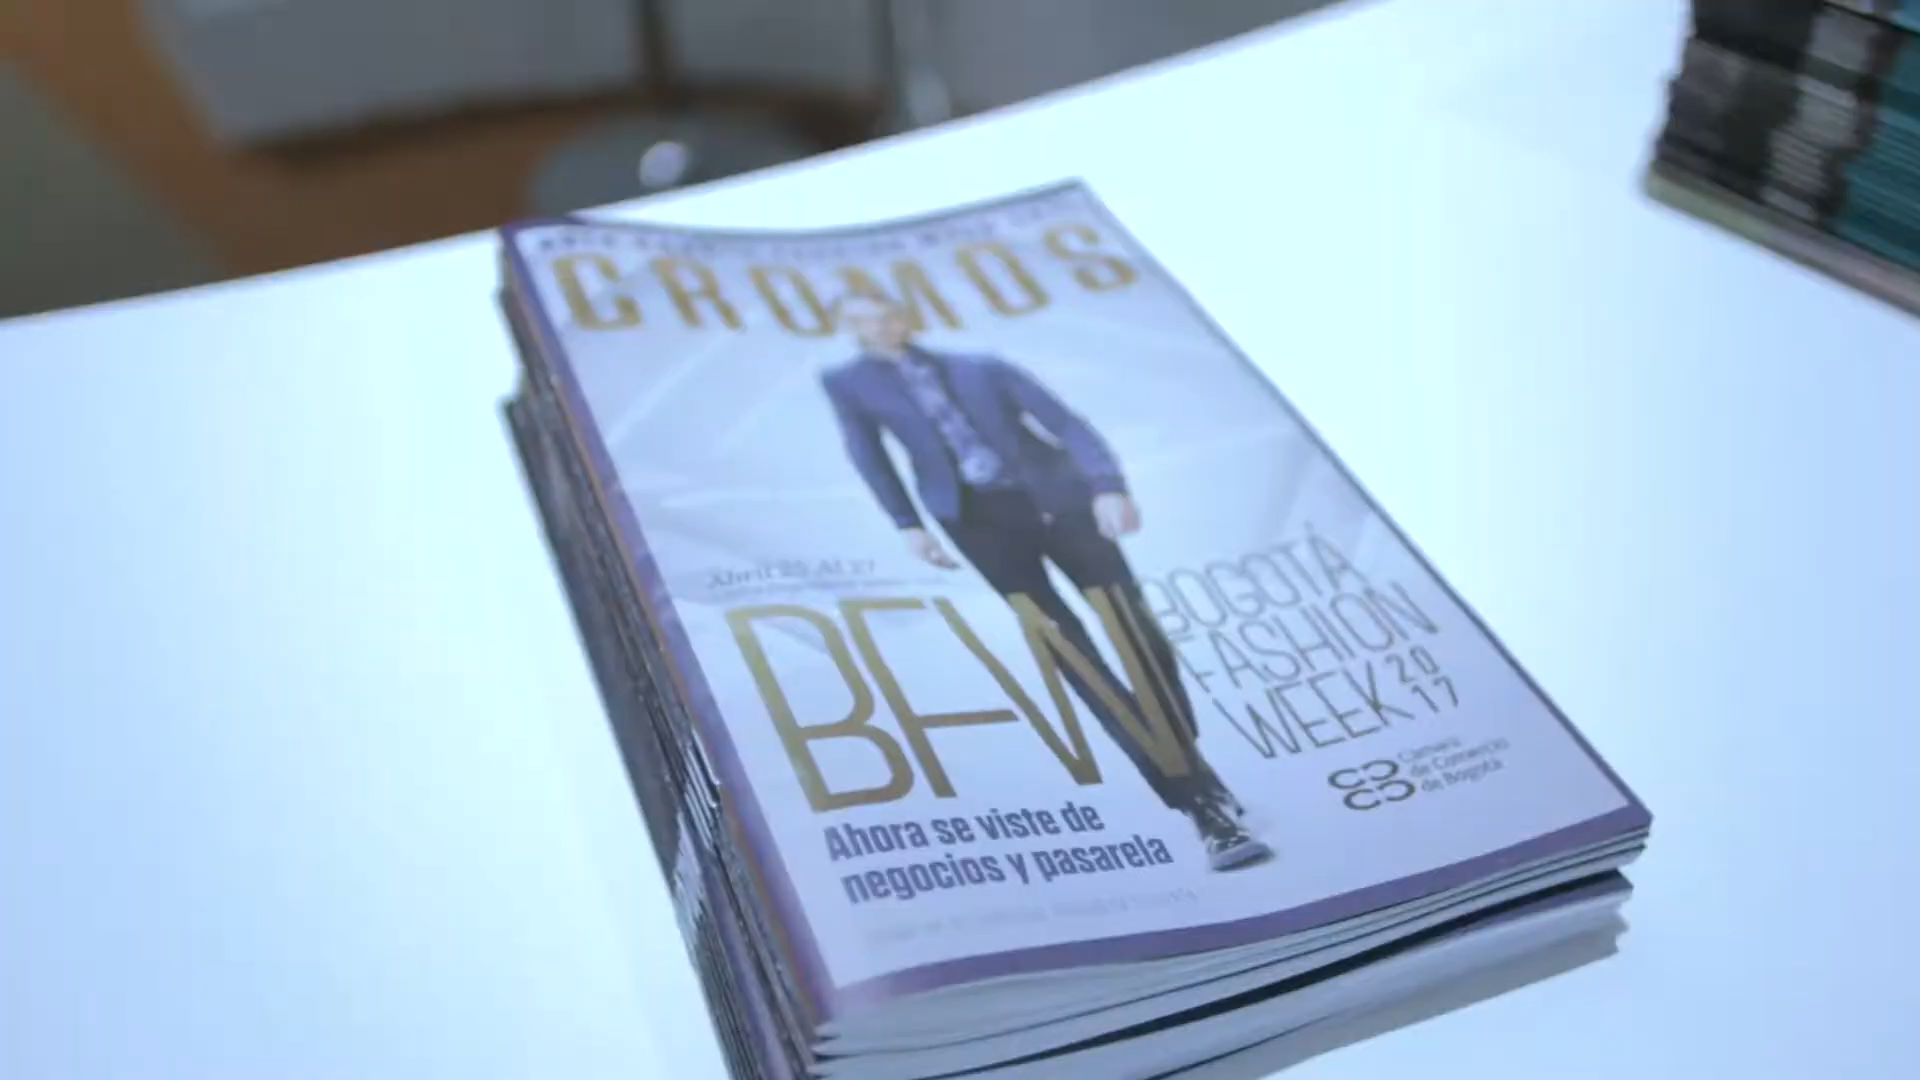 CROMOS
Abril 25 Al 27
BFW
BOGOTÁ
FASHION
WEEK 20
17
Cámara
de Comercio
de Bogotá
Ahora se viste de
negocios y pasarela